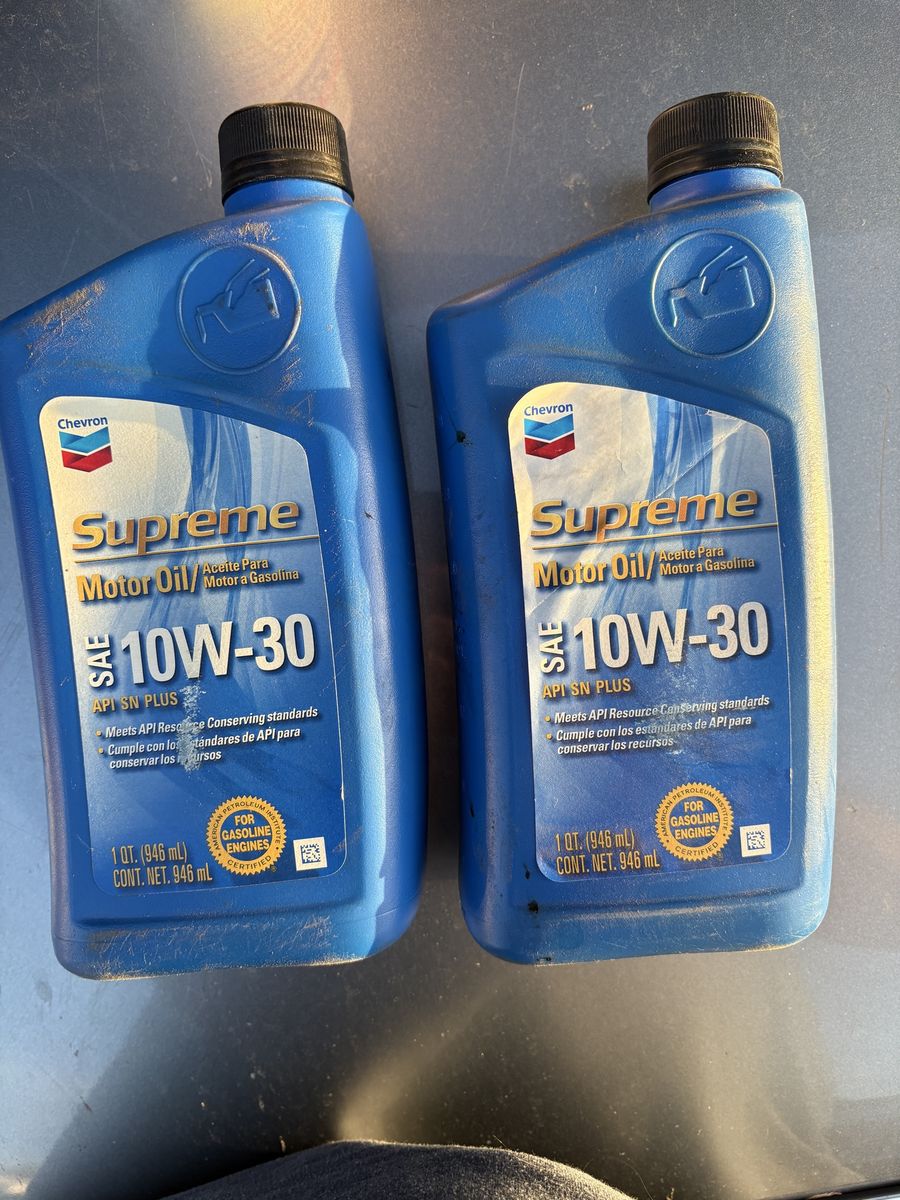 Chevron
Supreme
Motor Oil/ Aceite Para
Motor a Gasolina
SAE 10W-30
API SN PLUS
• Meets API Resource Conserving standards
• Cumple con los estándares de API para
conservar los recursos
AMERICAN PETROLEUM INSTITUTE
FOR
GASOLINE
ENGINES
CERTIFIED
1 QT. (946 mL)
CONT. NET. 946 mL
Chevron
Supreme
Motor Oil/ Aceite Para
Motor a Gasolina
SAE 10W-30
API SN PLUS
• Meets API Resource Conserving standards
• Cumple con los estándares de API para
conservar los recursos
AMERICAN PETROLEUM INSTITUTE
FOR
GASOLINE
ENGINES
CERTIFIED
1 QT. (946 mL)
CONT. NET. 946 mL